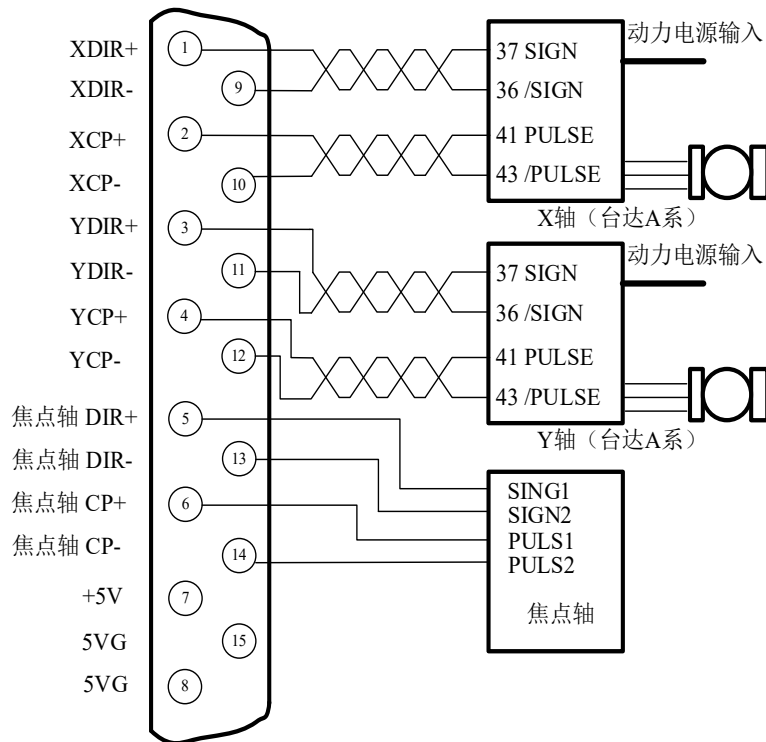 XDIR+
XDIR-
XCP+
XCP-
YDIR+
YDIR-
YCP+
YCP-
焦点轴 DIR+
焦点轴 DIR-
焦点轴 CP+
焦点轴 CP-
+5V
5VG
5VG
1
9
2
10
3
11
4
12
5
13
6
14
7
15
8
37 SIGN
36 /SIGN
41 PULSE
43 /PULSE
动力电源输入
X轴（台达A系）
37 SIGN
36 /SIGN
41 PULSE
43 /PULSE
动力电源输入
Y轴（台达A系）
SING1
SIGN2
PULS1
PULS2
焦点轴